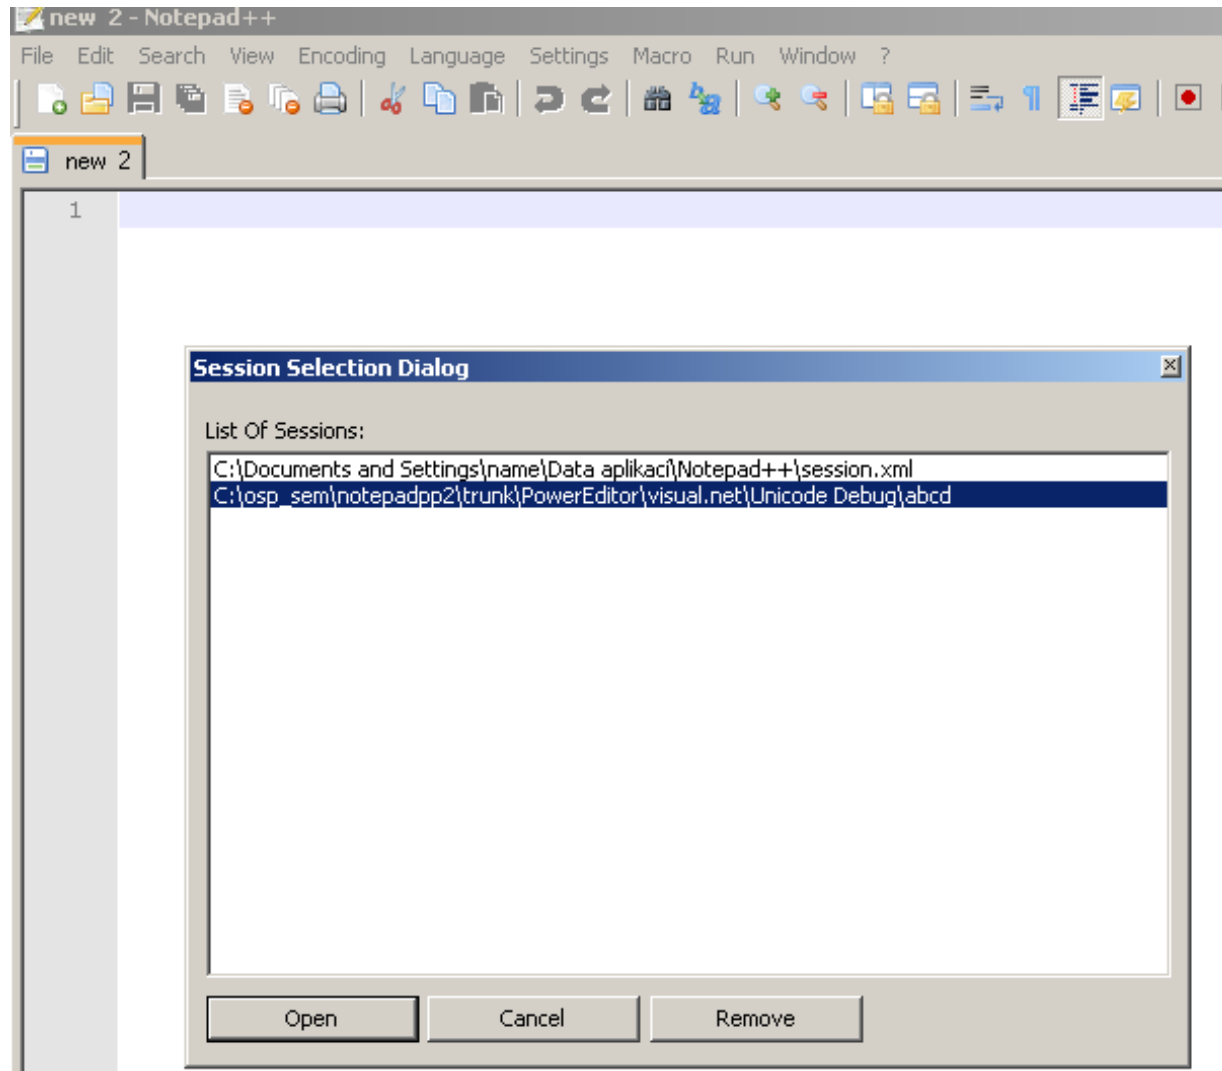 new 2 - Notepad++
File Edit Search View Encoding Language Settings Macro Run Window ?
new 2
1
Session Selection Dialog
List Of Sessions:
C:\Documents and Settings\name\Data aplikací\Notepad++\session.xml
C:\osp_sem\notepadpp2\trunk\PowerEditor\visual.net\Unicode Debug\abcd
Open Cancel Remove